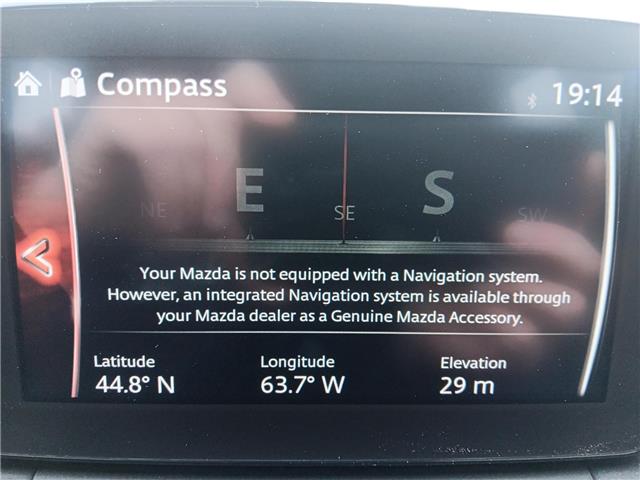 Compass
19:14
NE E SE S SW
Your Mazda is not equipped with a Navigation system.
However, an integrated Navigation system is available through
your Mazda dealer as a Genuine Mazda Accessory.
Latitude Longitude Elevation
44.8° N 63.7° W 29 m